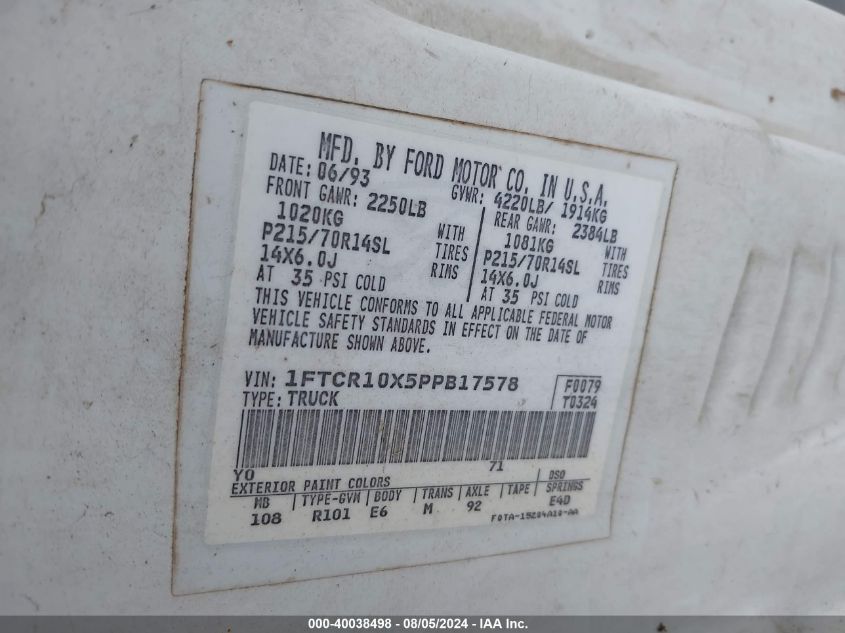 MFD. BY FORD MOTOR CO. IN U.S.A.
DATE: 06/93 GVWR: 4220LB/ 1914KG
FRONT GAWR: 2250LB REAR GAWR: 2384LB
1020KG WITH 1081KG WITH
P215/70R14SL TIRES P215/70R14SL TIRES
14X6.0J RIMS 14X6.0J RIMS
AT 35 PSI COLD AT 35 PSI COLD
THIS VEHICLE CONFORMS TO ALL APPLICABLE FEDERAL MOTOR
VEHICLE SAFETY STANDARDS IN EFFECT ON THE DATE OF
MANUFACTURE SHOWN ABOVE.
VIN: 1FTCR10X5PPB17578 F0079
TYPE: TRUCK T0324
YO 71
EXTERIOR PAINT COLORS DSO
WB TYPE-GVM BODY TRANS AXLE TAPE SPRINGS
108 R101 E6 M 92 E4D
F0TA-15204A10-AA
000-40038498 - 08/05/2024 - IAA Inc.